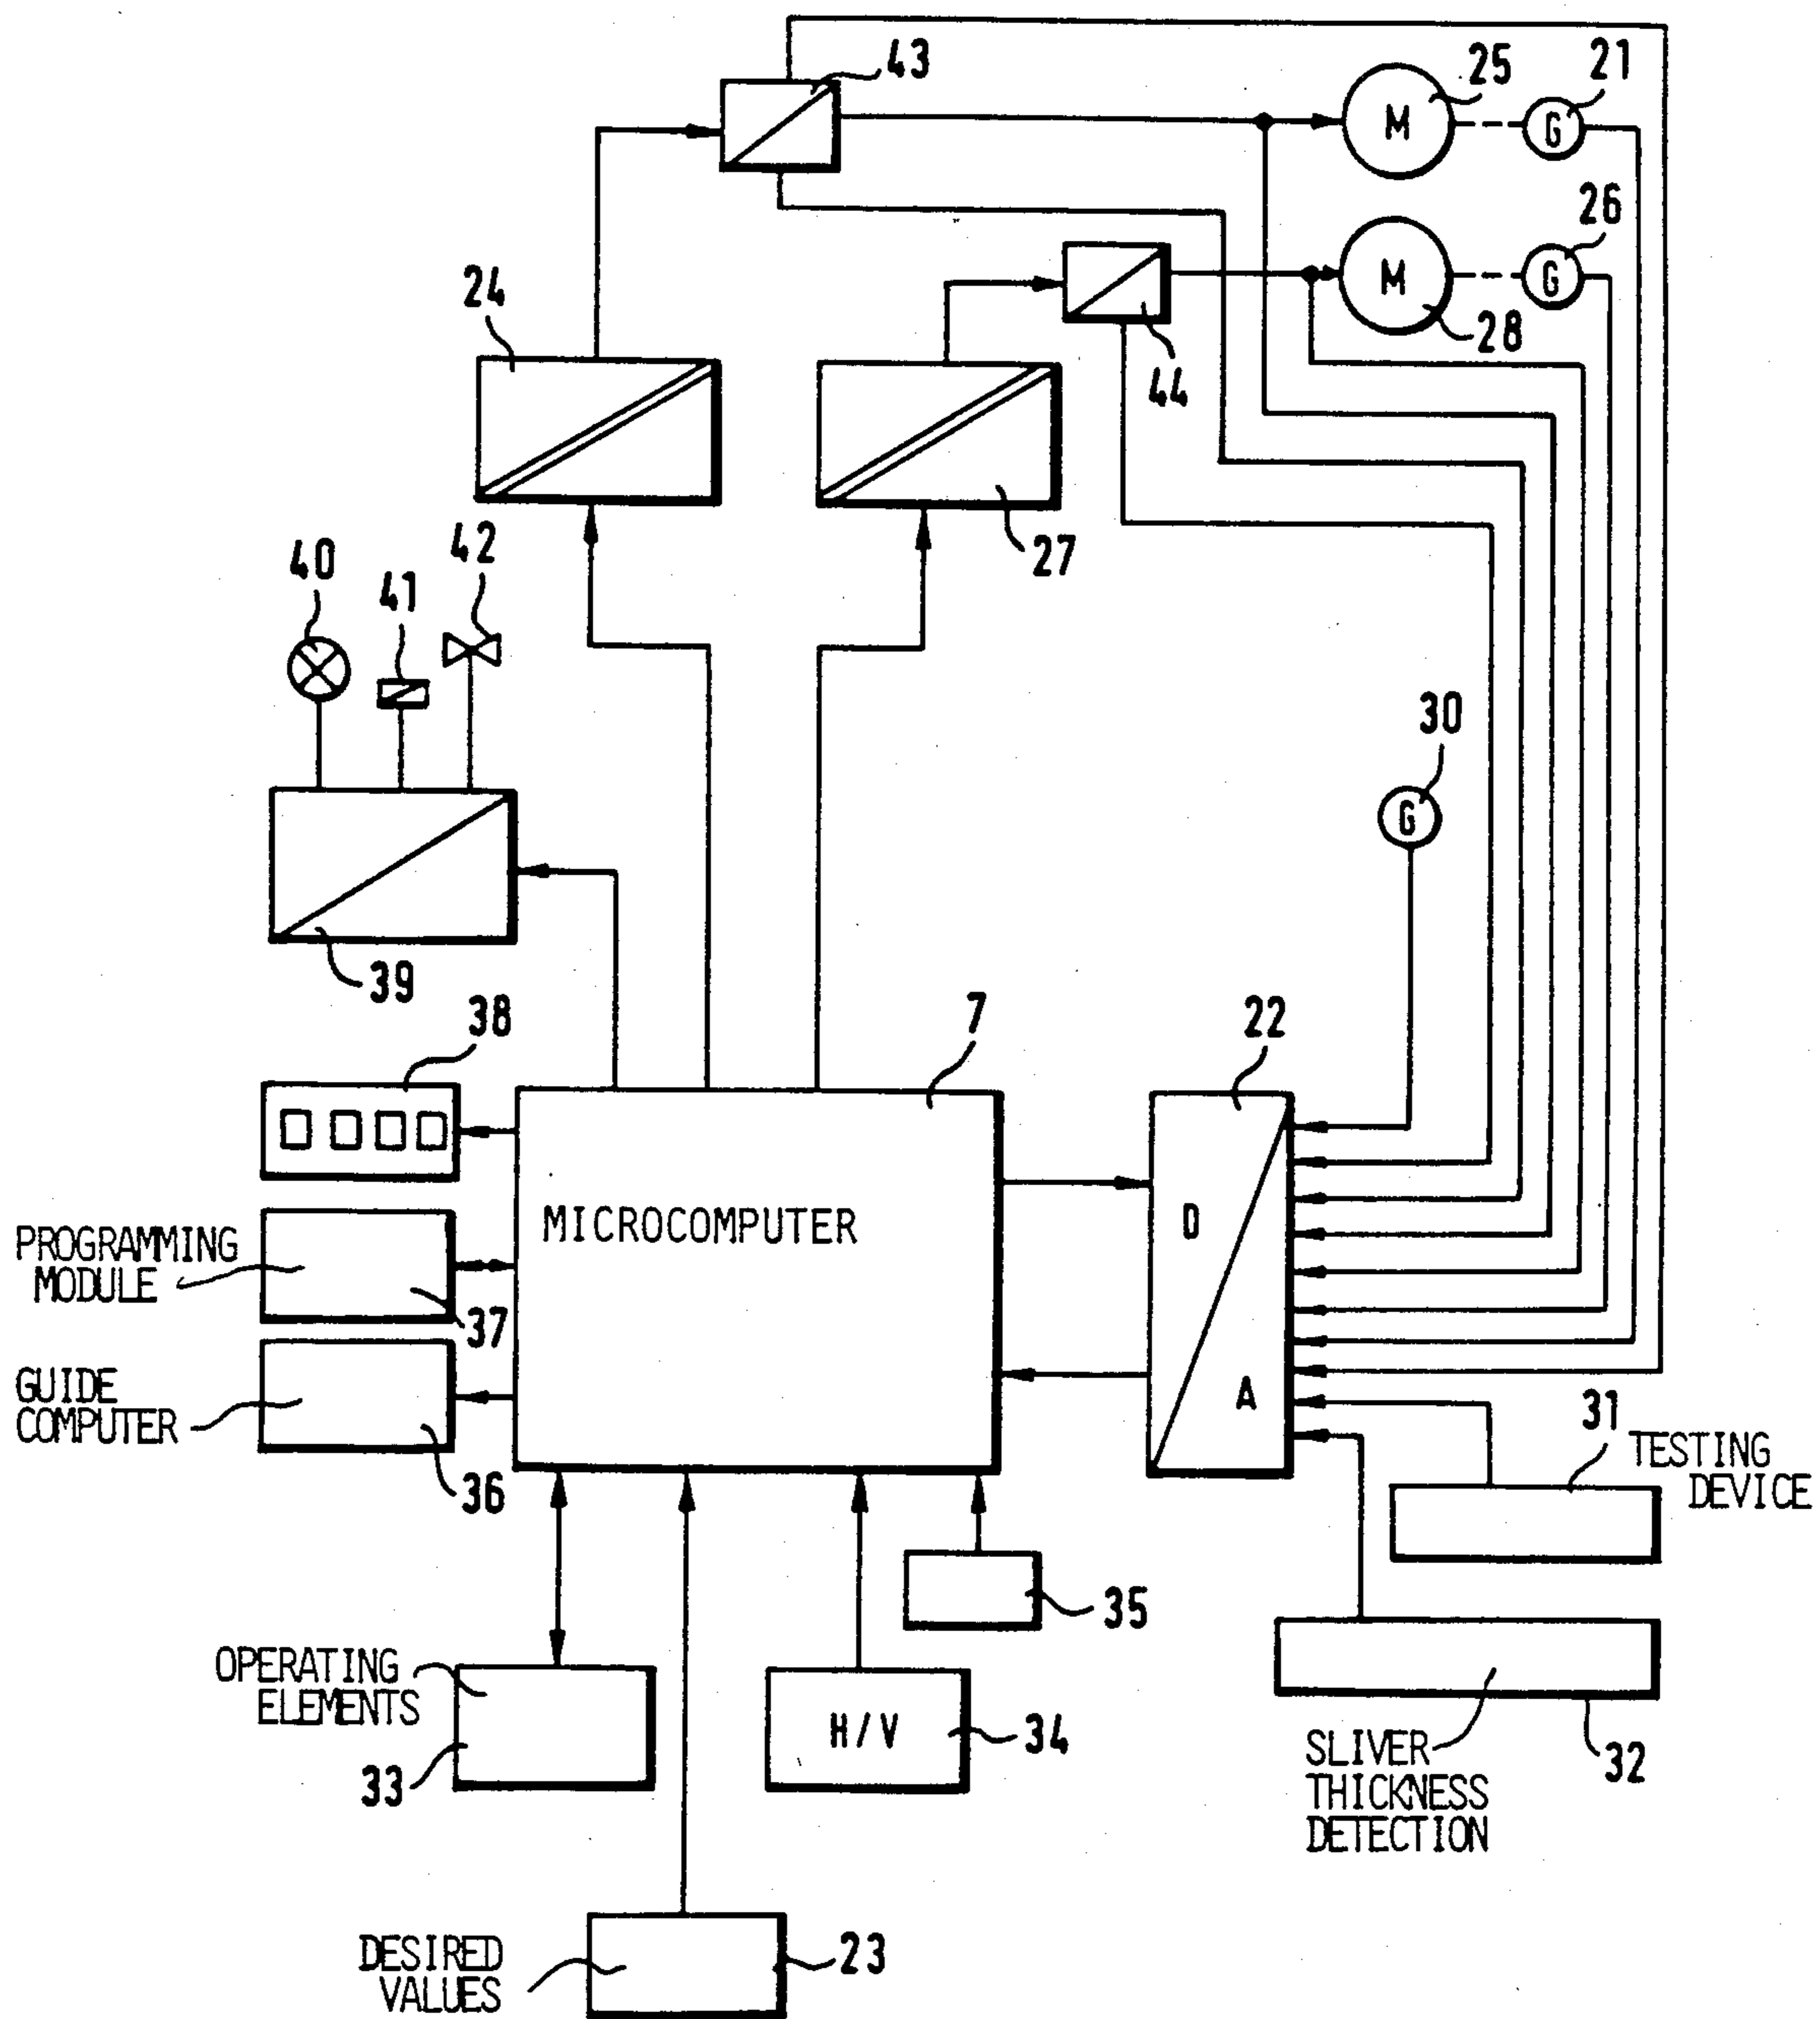 43
25
21
M
G
26
24
M
G
28
44
42
40
41
27
30
G
39
38
7
22
MICROCOMPUTER
D
PROGRAMMING
MODULE
37
GUIDE
COMPUTER
A
31
TESTING
DEVICE
36
35
OPERATING
ELEMENTS
H/V
34
33
SLIVER
THICKNESS
DETECTION
32
DESIRED
VALUES
23